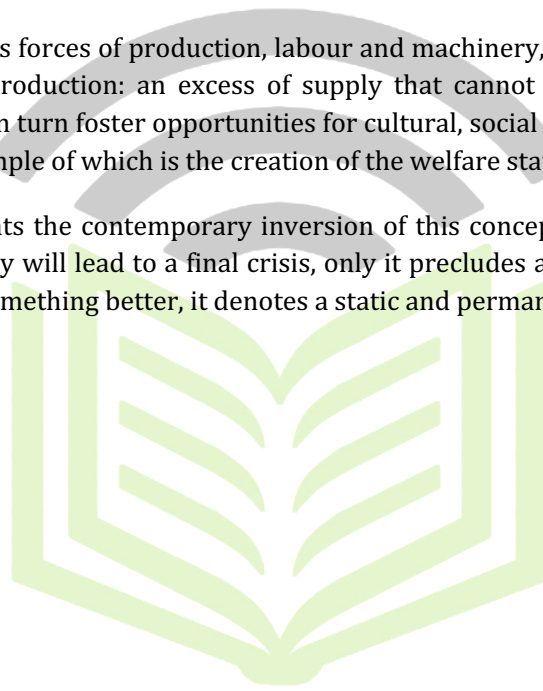 s forces of production, labour and machinery,
roduction: an excess of supply that cannot
n turn foster opportunities for cultural, social
ple of which is the creation of the welfare sta
ts the contemporary inversion of this concep
y will lead to a final crisis, only it precludes a
mething better, it denotes a static and perman